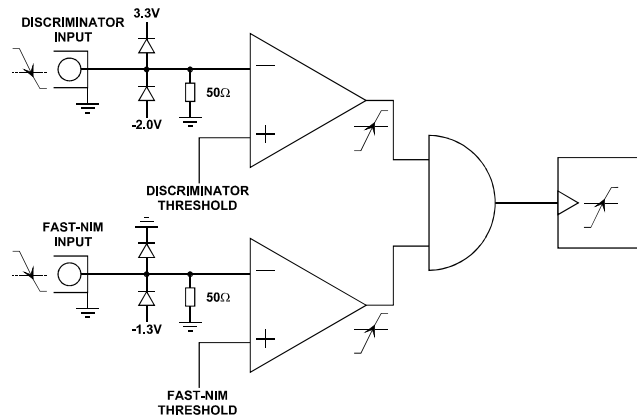 DISCRIMINATOR
INPUT
3.3V
-2.0V
50Ω
DISCRIMINATOR
THRESHOLD
FAST-NIM
INPUT
-1.3V
50Ω
FAST-NIM
THRESHOLD